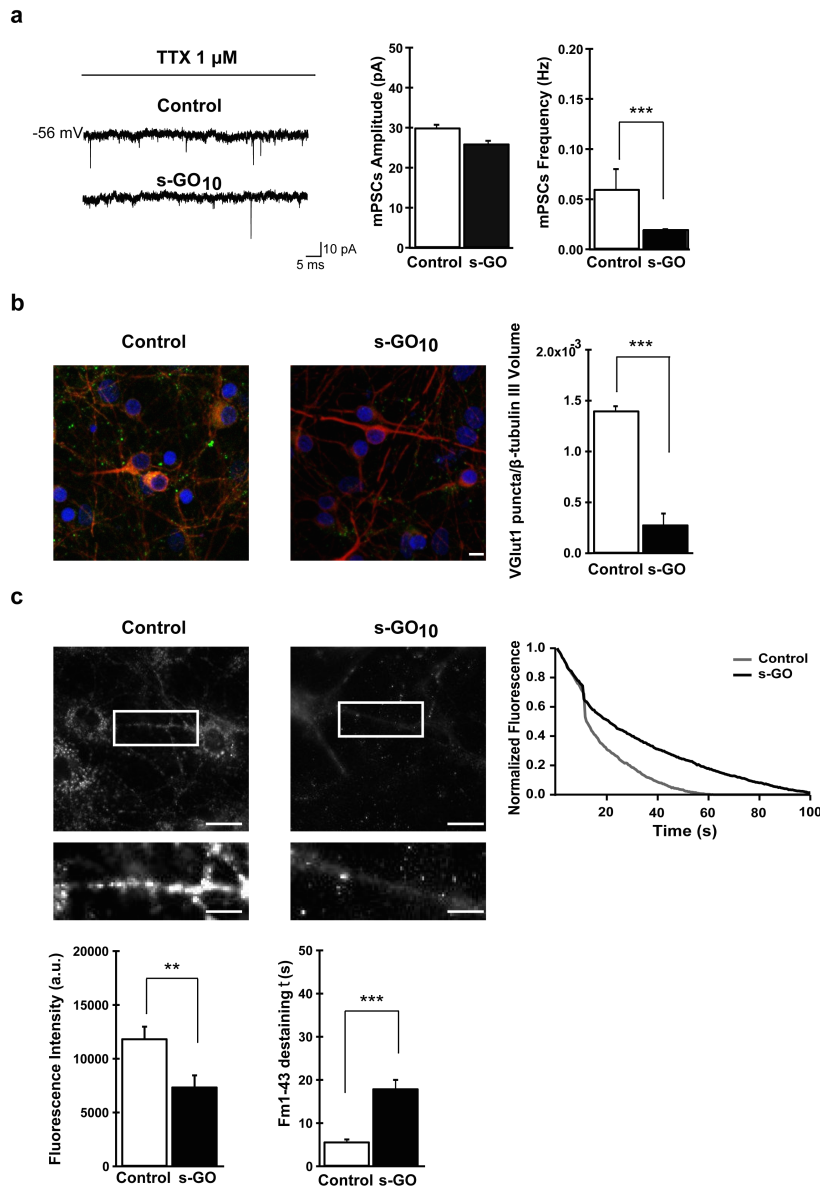 a
TTX 1 µM
Control
-56 mV
s-GO10
10 pA
5 ms
mPSCs Amplitude (pA)
50
40
30
20
10
0
Control s-GO
mPSCs Frequency (Hz)
0.20
0.15
0.10
0.05
0.00
***
Control s-GO
b
Control
s-GO10
VGlut1 puncta/β-tubulin III Volume
2.0x10-3
1.5
1.0
0.5
0.0
***
Control s-GO
c
Control
s-GO10
Normalized Fluorescence
1.0
0.8
0.6
0.4
0.2
0.0
Control
s-GO
20 40 60 80 100
Time (s)
Fluorescence Intensity (a.u.)
20000
15000
10000
5000
0
**
Control s-GO
Fm1-43 destaining τ (s)
50
40
30
20
10
0
***
Control s-GO